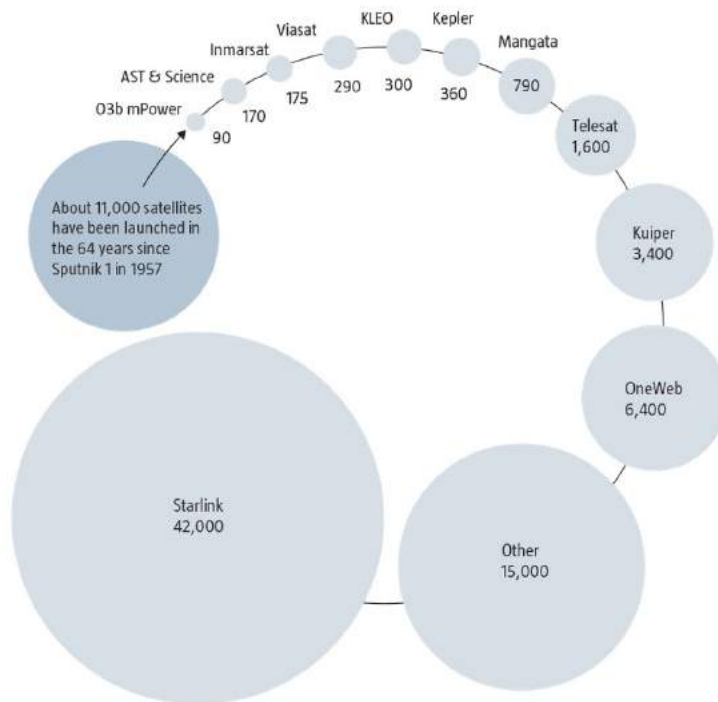 KLEO
Kepler
Viasat
Mangata
Inmarsat
AST & Science
O3b mPower
90
170
175
290
300
360
790
Telesat
1,600
Kuiper
3,400
OneWeb
6,400
Other
15,000
Starlink
42,000
About 11,000 satellites
have been launched in
the 64 years since
Sputnik 1 in 1957